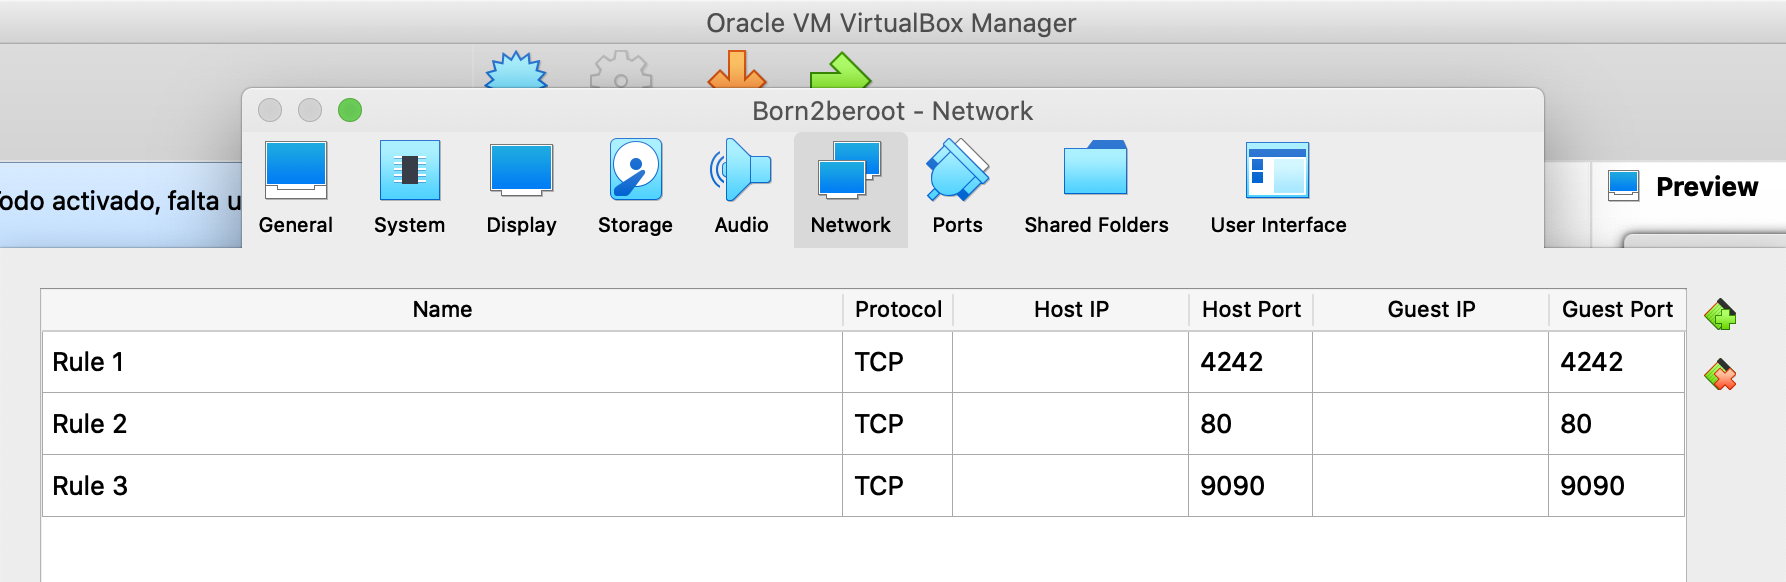 Oracle VM VirtualBox Manager
Born2beroot - Network
General System Display Storage Audio Network Ports Shared Folders User Interface
odo activado, falta u
Preview
Name Protocol Host IP Host Port Guest IP Guest Port
Rule 1 TCP 4242 4242
Rule 2 TCP 80 80
Rule 3 TCP 9090 9090